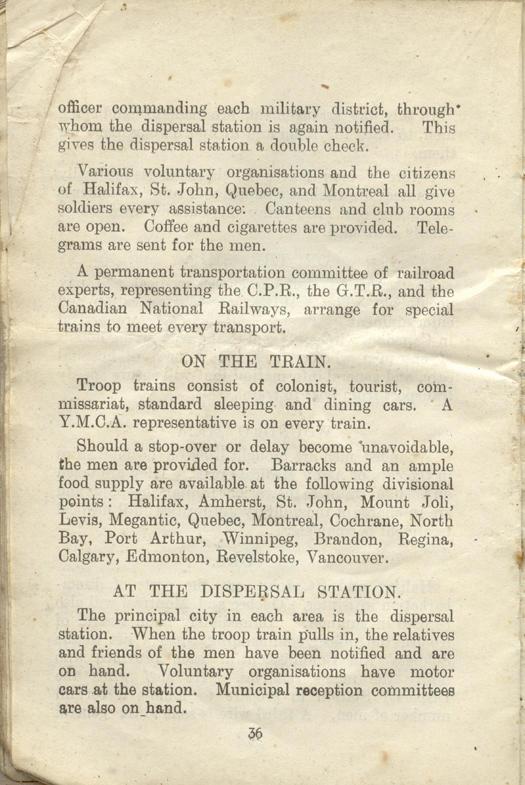 officer commanding each military district, through
whom the dispersal station is again notified. This
gives the dispersal station a double check.
Various voluntary organisations and the citizens
of Halifax, St. John, Quebec, and Montreal all give
soldiers every assistance. Canteens and club rooms
are open. Coffee and cigarettes are provided. Tele-
grams are sent for the men.
A permanent transportation committee of railroad
experts, representing the C.P.R., the G.T.R., and the
Canadian National Railways, arrange for special
trains to meet every transport.
ON THE TRAIN.
Troop trains consist of colonist, tourist, com-
missariat, standard sleeping and dining cars. A
Y.M.C.A. representative is on every train.
Should a stop-over or delay become unavoidable,
the men are provided for. Barracks and an ample
food supply are available at the following divisional
points: Halifax, Amherst, St. John, Mount Joli,
Levis, Megantic, Quebec, Montreal, Cochrane, North
Bay, Port Arthur, Winnipeg, Brandon, Regina,
Calgary, Edmonton, Revelstoke, Vancouver.
AT THE DISPERSAL STATION.
The principal city in each area is the dispersal
station. When the troop train pulls in, the relatives
and friends of the men have been notified and are
on hand. Voluntary organisations have motor
cars at the station. Municipal reception committees
are also on hand.
36